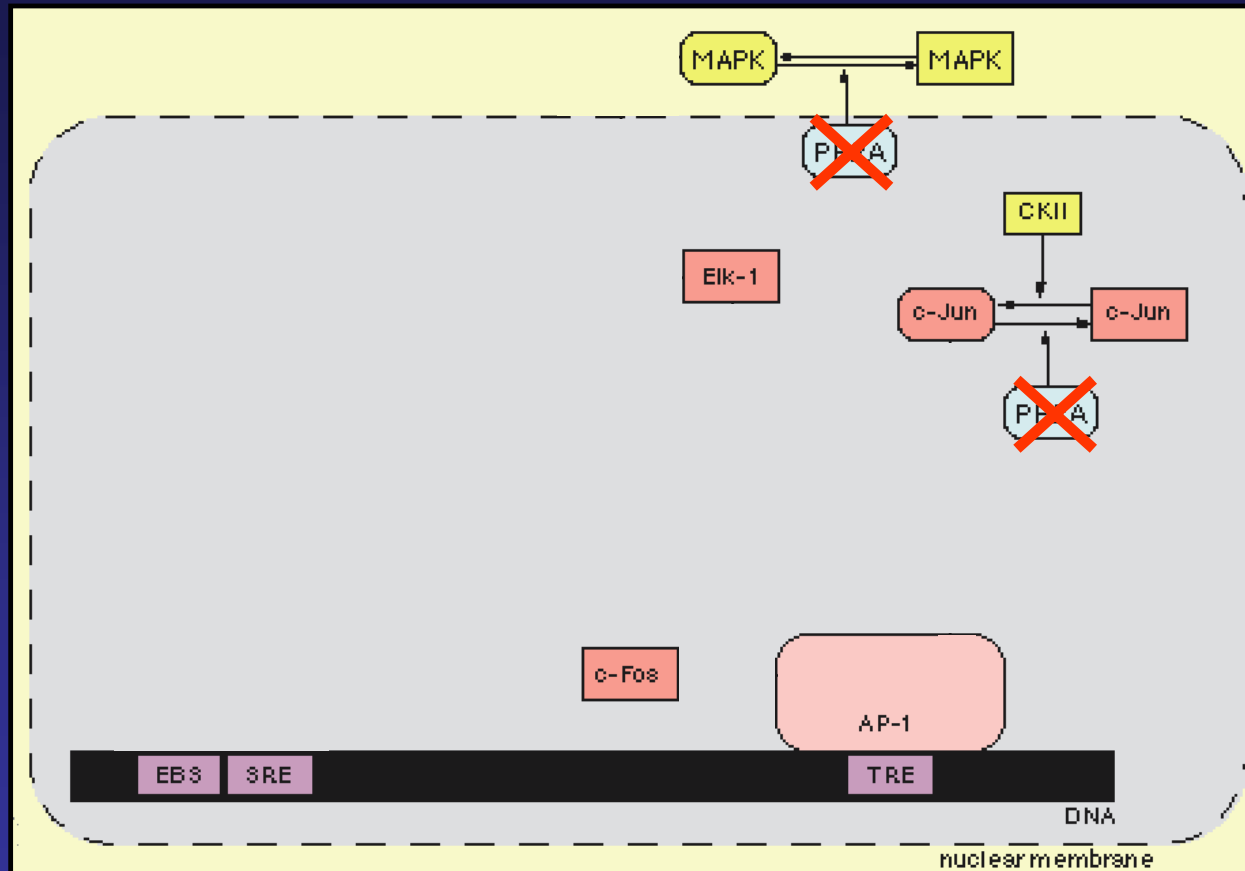 MAPK
MAPK
CKII
Elk-1
c-Jun
c-Jun
c-Fos
AP-1
EBS
SRE
TRE
DNA
nuclear membrane